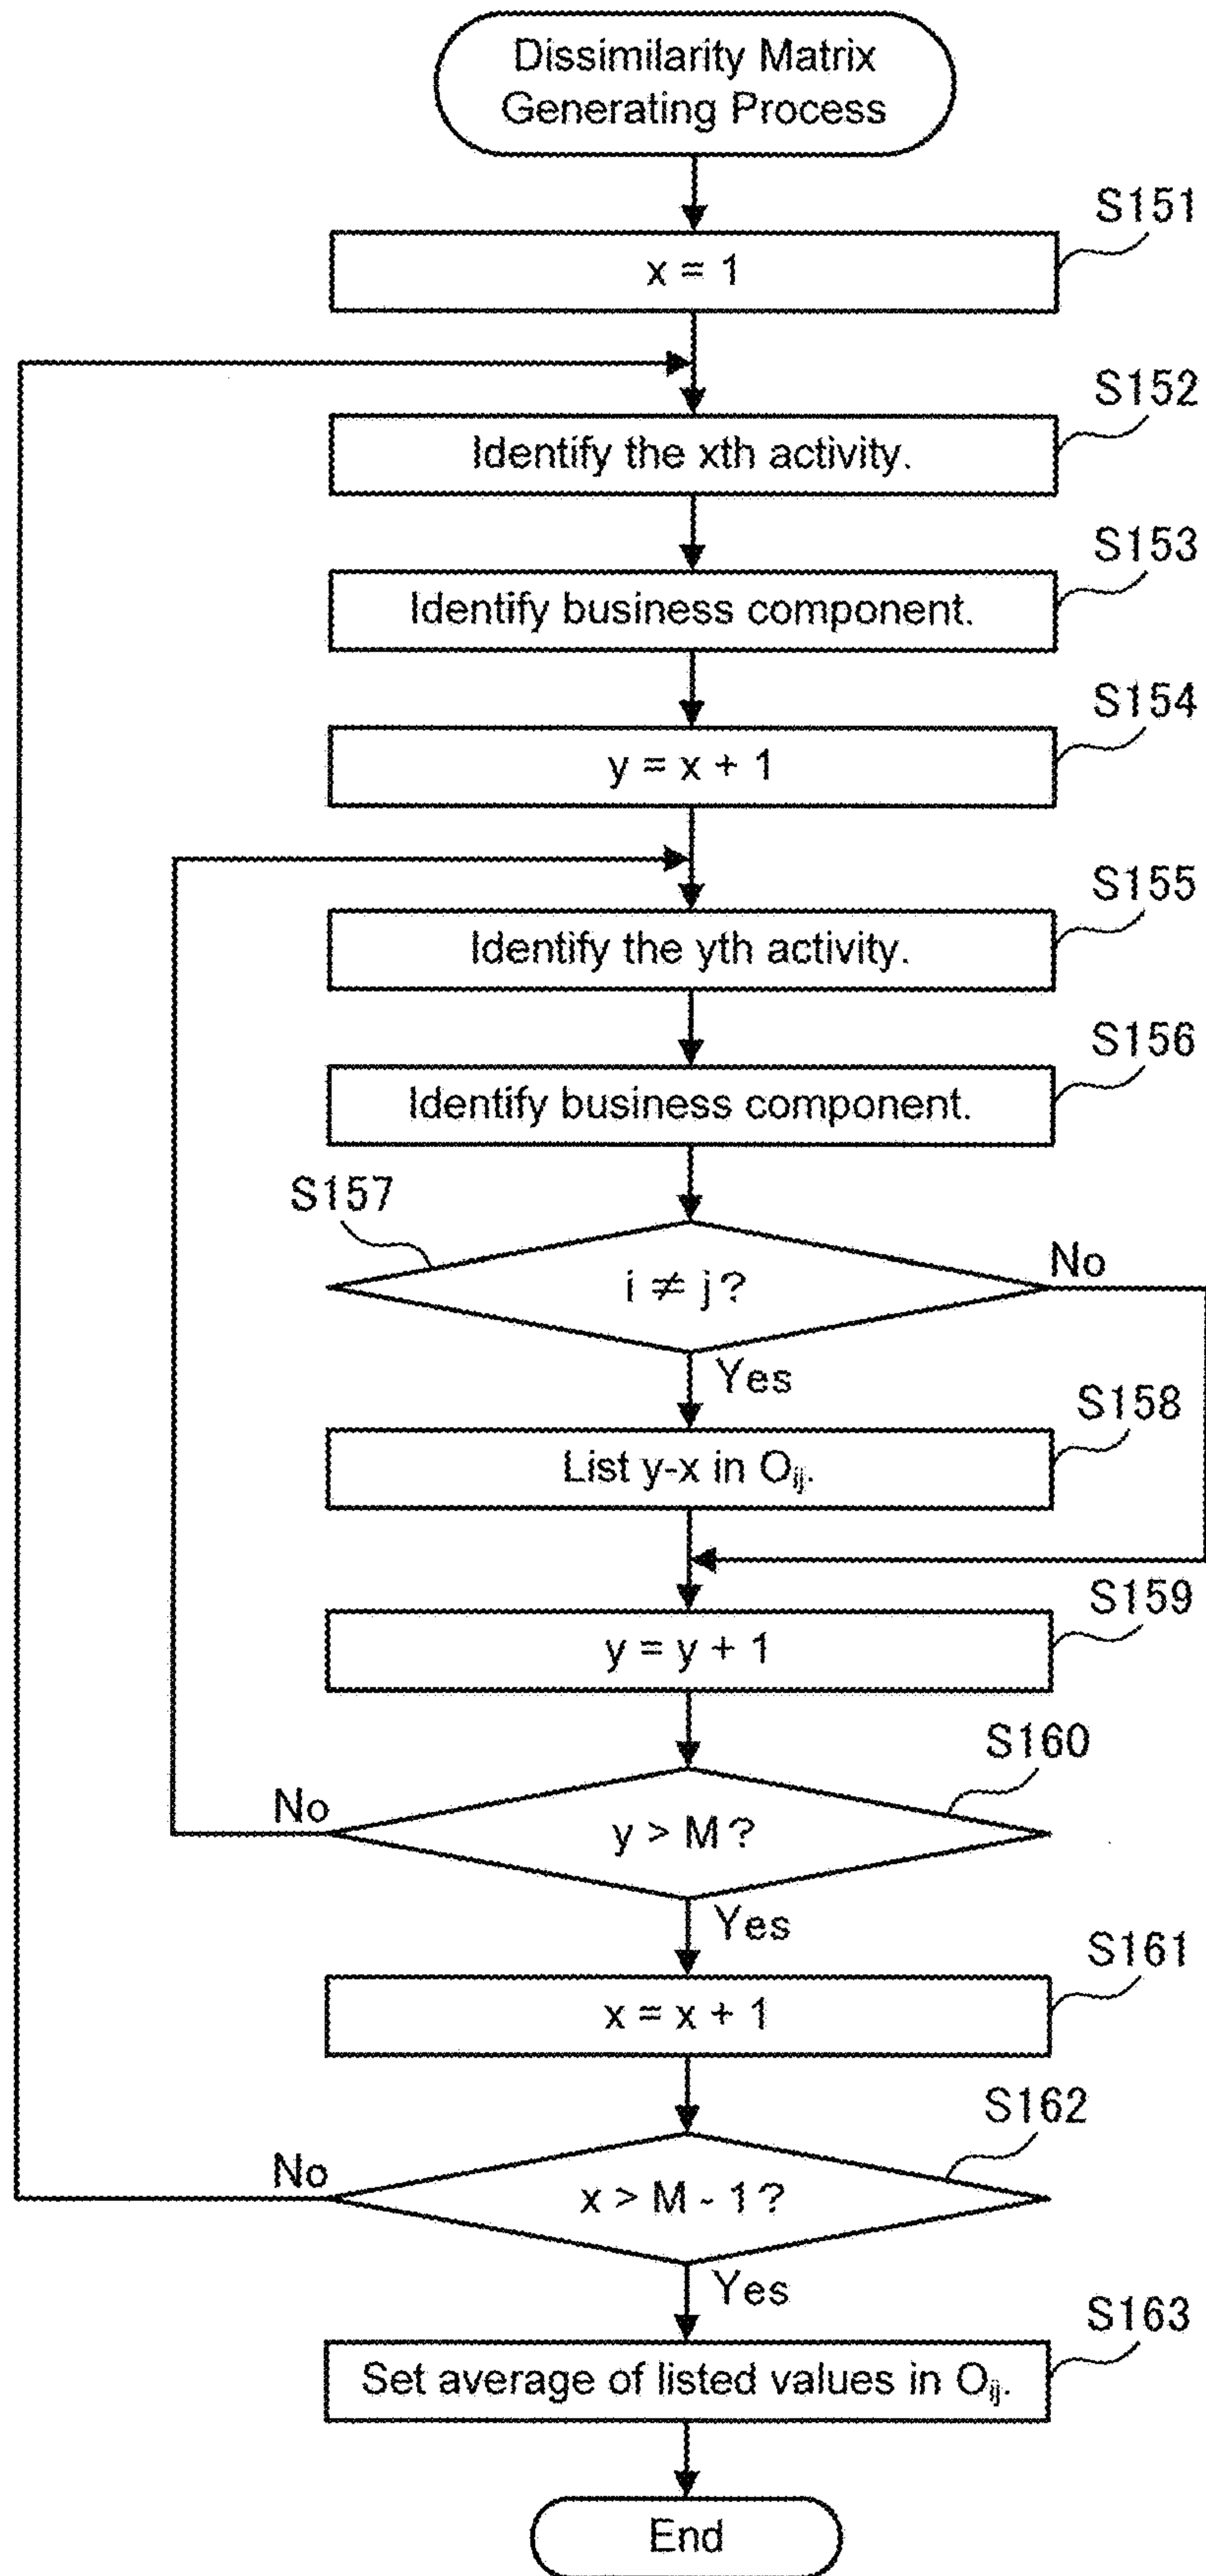 Dissimilarity Matrix
Generating Process
S151
x = 1
S152
Identify the xth activity.
S153
Identify business component.
S154
y = x + 1
S155
Identify the yth activity.
S156
Identify business component.
S157
i ≠ j?
No
Yes
S158
List y-x in Oij.
S159
y = y + 1
S160
No
y > M?
Yes
S161
x = x + 1
S162
No
x > M - 1?
Yes
S163
Set average of listed values in Oij.
End